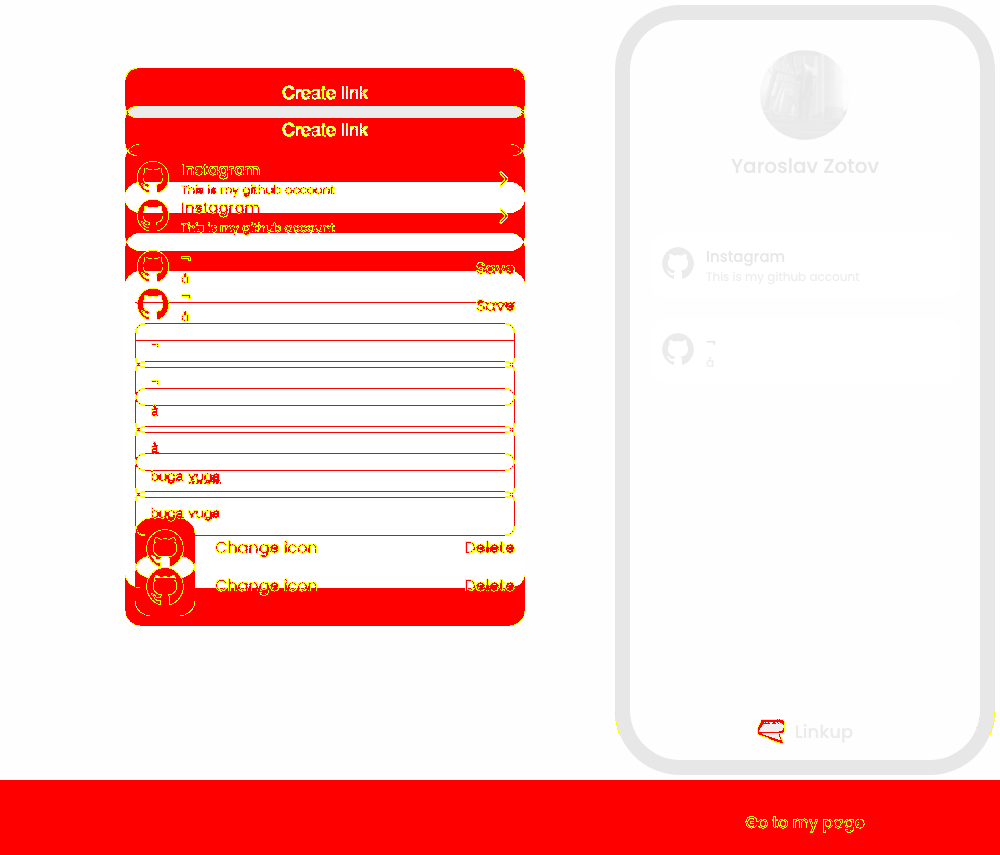 Create link
Create link
Instagram
This is my github account
Instagram
This is my github account
¬
ὁ
Save
¬
ὁ
Save
¬
¬
buga vuga
buga vuga
Change icon
Delete
Change icon
Delete
Yaroslav Zotov
Instagram
This is my github account
¬
Linkup
Go to my page